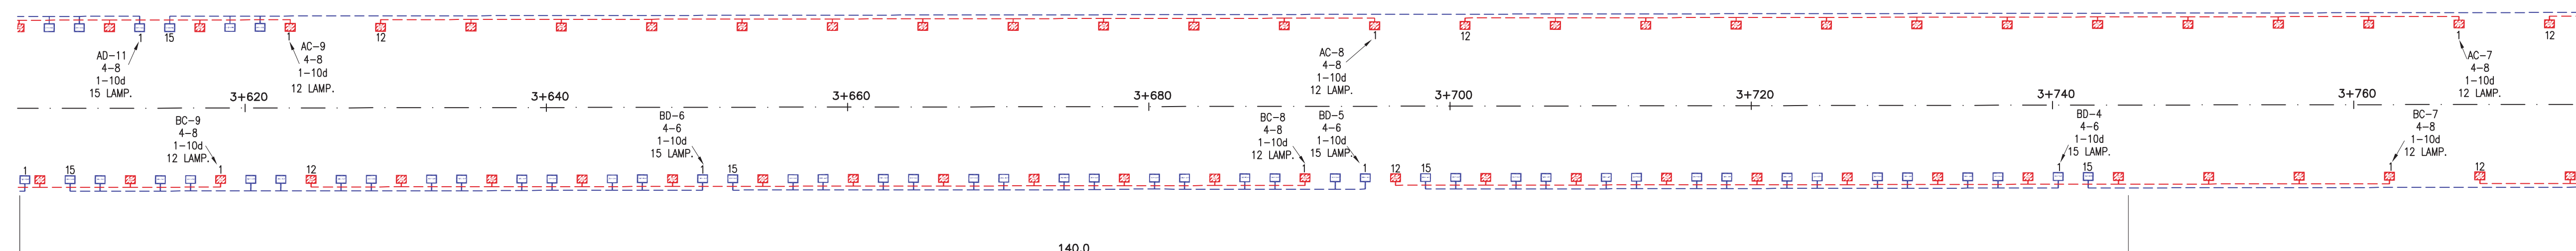 1
15
1
12
1
12
1
12
AD-11
4-8
1-10d
15 LAMP.
AC-9
4-8
1-10d
12 LAMP.
AC-8
4-8
1-10d
12 LAMP.
AC-7
4-8
1-10d
12 LAMP.
3+620
3+640
3+660
3+680
3+700
3+720
3+740
3+760
BC-9
4-8
1-10d
12 LAMP.
BD-6
4-6
1-10d
15 LAMP.
BC-8
4-8
1-10d
12 LAMP.
BD-5
4-6
1-10d
15 LAMP.
BD-4
4-6
1-10d
15 LAMP.
BC-7
4-8
1-10d
12 LAMP.
1
15
1
12
1
15
1
1
12
15
1
15
1
12
140.0